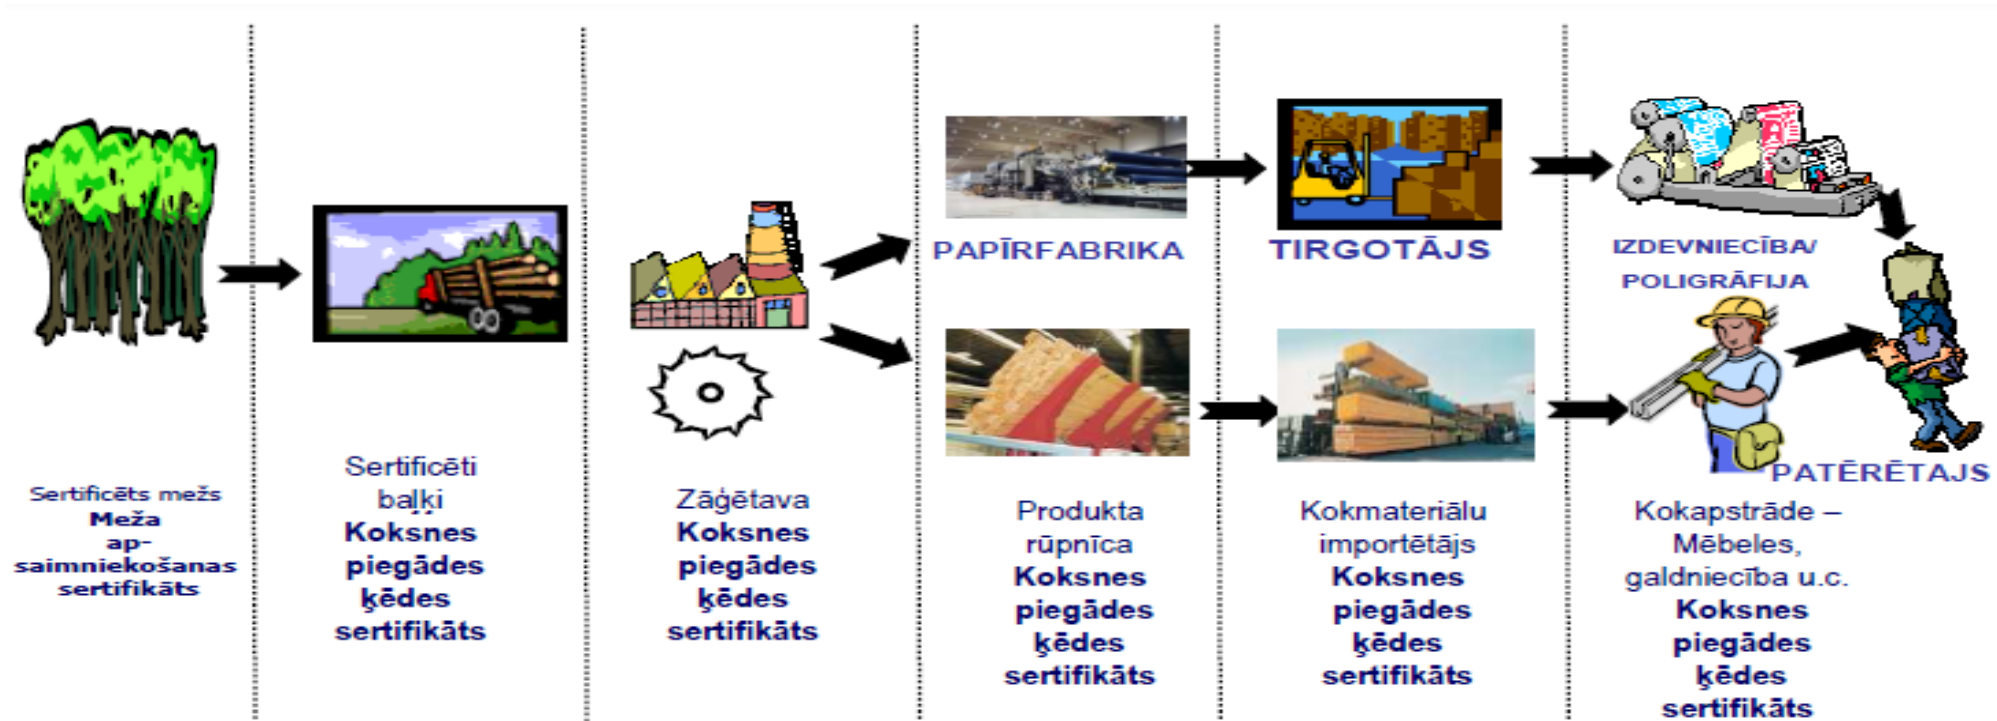 Sertificēts mežs
Meža
ap-
saimniekošanas
sertifikāts
Sertificēti
baļķi
Koksnes
piegādes
ķēdes
sertifikāts
Zāģētava
Koksnes
piegādes
ķēdes
sertifikāts
PAPĪRFABRIKA
Produkta
rūpnīca
Koksnes
piegādes
ķēdes
sertifikāts
TIRGOTĀJS
Kokmateriālu
importētājs
Koksnes
piegādes
ķēdes
sertifikāts
IZDEVNIECĪBA/
POLIGRĀFIJA
PATĒRĒTAJS
Kokapstrāde –
Mēbeles,
galdniecība u.c.
Koksnes
piegādes
ķēdes
sertifikāts